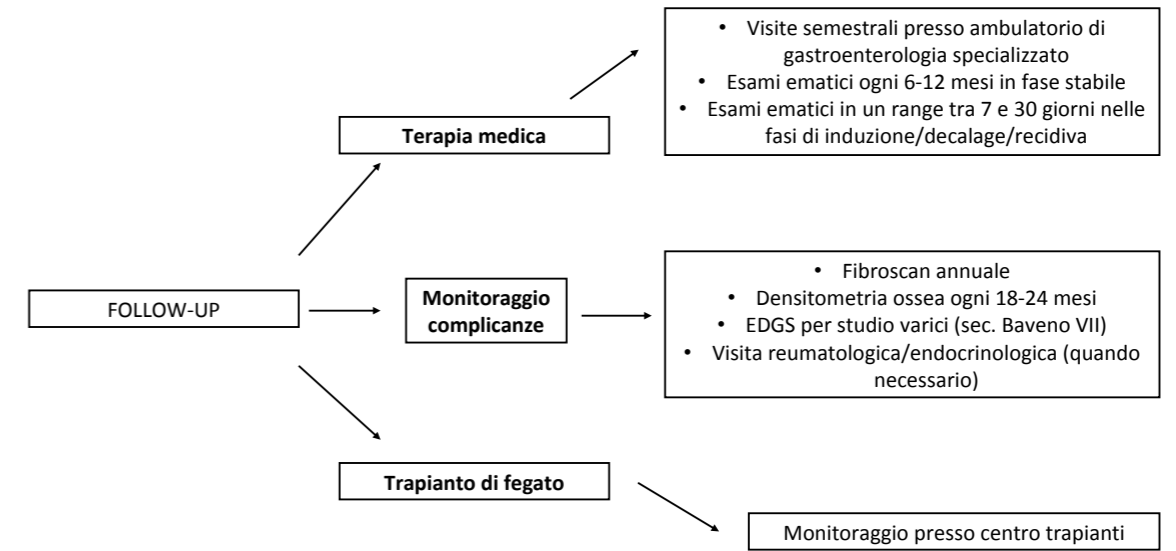 • Visite semestrali presso ambulatorio di
gastroenterologia specializzato
• Esami ematici ogni 6-12 mesi in fase stabile
• Esami ematici in un range tra 7 e 30 giorni nelle
fasi di induzione/decalage/recidiva
Terapia medica
FOLLOW-UP
Monitoraggio
complicanze
• Fibroscan annuale
• Densitometria ossea ogni 18-24 mesi
• EDGS per studio varici (sec. Baveno VII)
• Visita reumatologica/endocrinologica (quando
necessario)
Trapianto di fegato
Monitoraggio presso centro trapianti